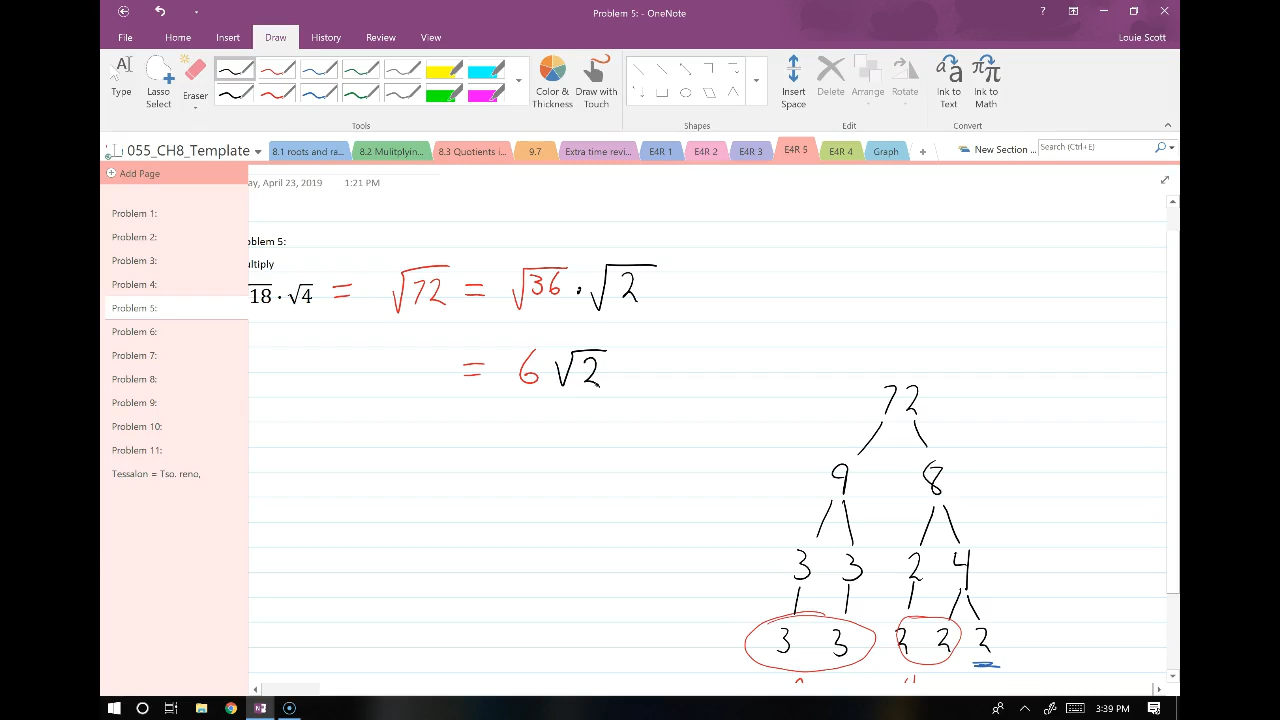 Problem 5: - OneNote
?
File Home Insert Draw History Review View
Louie Scott
Type Lasso Select Eraser
Color & Thickness Draw with Touch
Insert Space Delete Arrange Rotate
Ink to Text Ink to Math
Tools Shapes Edit Convert
055_CH8_Template 8.1 roots and ra... 8.2 Mulitplyin... 8.3 Quotients i... 9.7 Extra time revi... E4R 1 E4R 2 E4R 3 E4R 5 E4R 4 Graph + New Section ... Search (Ctrl+E)
Add Page
ay, April 23, 2019 1:21 PM
Problem 1:
Problem 2:
Problem 3:
Problem 4:
Problem 5:
Problem 6:
Problem 7:
Problem 8:
Problem 9:
Problem 10:
Problem 11:
Tessalon = Tso. reno,
oblem 5:
ultiply
√18 · √4 = √72 = √36 · √2
= 6 √2
72
9 8
3 3 2 4
3 3 2 2 2
3:39 PM